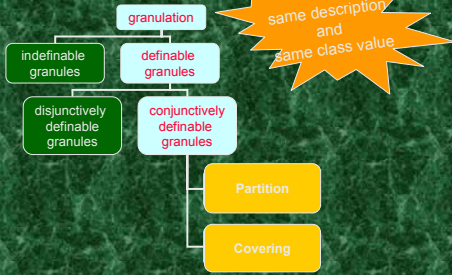 granulation
same description
and
same class value
indefinable
granules
definable
granules
disjunctively
definable
granules
conjunctively
definable
granules
Partition
Covering